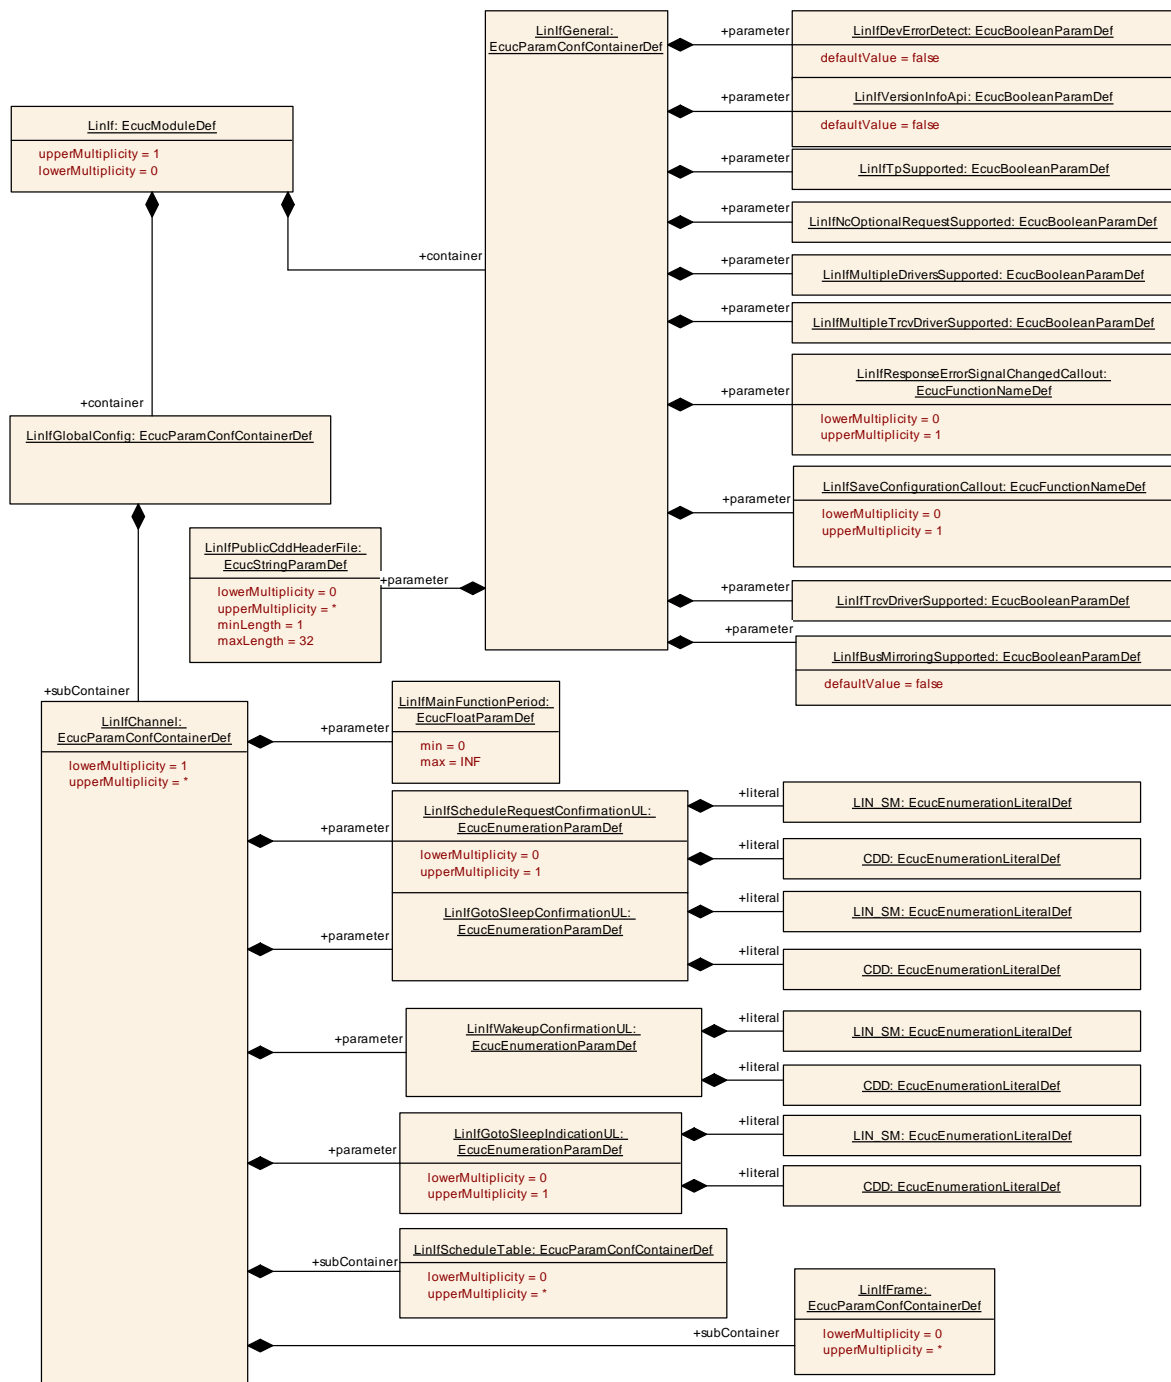 LinIfGeneral:
EcucParamConfContainerDef
+parameter
LinIfDevErrorDetect: EcucBooleanParamDef
defaultValue = false
+parameter
LinIfVersionInfoApi: EcucBooleanParamDef
defaultValue = false
LinIf: EcucModuleDef
upperMultiplicity = 1
lowerMultiplicity = 0
+parameter
LinIfTpSupported: EcucBooleanParamDef
+parameter
LinIfNcOptionalRequestSupported: EcucBooleanParamDef
+container
+parameter
LinIfMultipleDriversSupported: EcucBooleanParamDef
+parameter
LinIfMultipleTrcvDriverSupported: EcucBooleanParamDef
+parameter
LinIfResponseErrorSignalChangedCallout:
EcucFunctionNameDef
lowerMultiplicity = 0
upperMultiplicity = 1
+container
LinIfGlobalConfig: EcucParamConfContainerDef
+parameter
LinIfSaveConfigurationCallout: EcucFunctionNameDef
lowerMultiplicity = 0
upperMultiplicity = 1
LinIfPublicCddHeaderFile:
EcucStringParamDef
lowerMultiplicity = 0
upperMultiplicity = *
minLength = 1
maxLength = 32
+parameter
+parameter
LinIfTrcvDriverSupported: EcucBooleanParamDef
+parameter
LinIfBusMirroringSupported: EcucBooleanParamDef
defaultValue = false
+subContainer
LinIfChannel:
EcucParamConfContainerDef
lowerMultiplicity = 1
upperMultiplicity = *
+parameter
LinIfMainFunctionPeriod:
EcucFloatParamDef
min = 0
max = INF
+parameter
LinIfScheduleRequestConfirmationUL:
EcucEnumerationParamDef
lowerMultiplicity = 0
upperMultiplicity = 1
+literal
LIN_SM: EcucEnumerationLiteralDef
+literal
CDD: EcucEnumerationLiteralDef
+parameter
LinIfGotoSleepConfirmationUL:
EcucEnumerationParamDef
+literal
LIN_SM: EcucEnumerationLiteralDef
+literal
CDD: EcucEnumerationLiteralDef
+parameter
LinIfWakeupConfirmationUL:
EcucEnumerationParamDef
+literal
LIN_SM: EcucEnumerationLiteralDef
+literal
CDD: EcucEnumerationLiteralDef
+parameter
LinIfGotoSleepIndicationUL:
EcucEnumerationParamDef
lowerMultiplicity = 0
upperMultiplicity = 1
+literal
LIN_SM: EcucEnumerationLiteralDef
+literal
CDD: EcucEnumerationLiteralDef
+subContainer
LinIfScheduleTable: EcucParamConfContainerDef
lowerMultiplicity = 0
upperMultiplicity = *
+subContainer
LinIfFrame:
EcucParamConfContainerDef
lowerMultiplicity = 0
upperMultiplicity = *